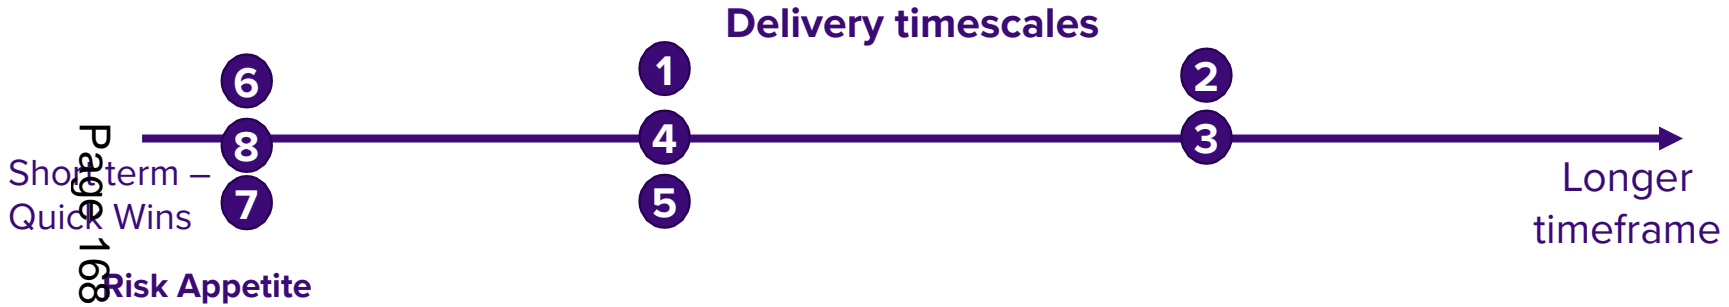 Delivery timescales
6
1
2
8
4
3
7
5
Short term –
Quick Wins
Longer
timeframe
Page 168
Risk Appetite